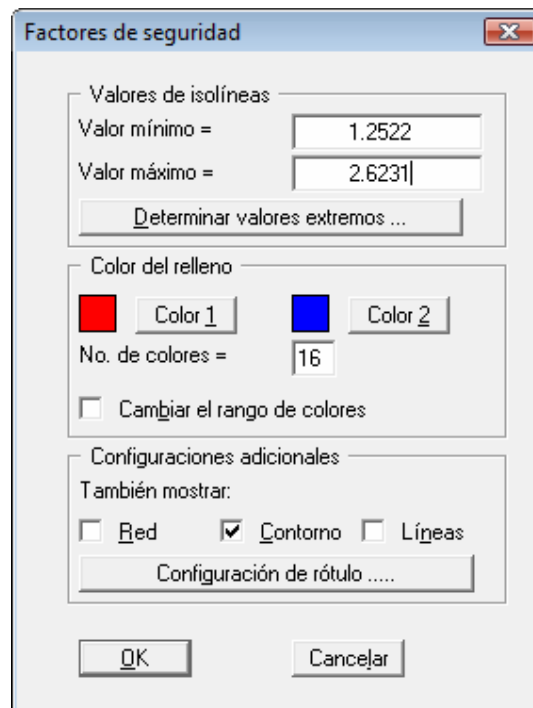 Factores de seguridad
Valores de isolíneas
Valor mínimo = 1.2522
Valor máximo = 2.6231
Determinar valores extremos ...
Color del relleno
Color 1 Color 2
No. de colores = 16
Cambiar el rango de colores
Configuraciones adicionales
También mostrar:
Red Contorno Líneas
Configuración de rótulo .....
OK Cancelar